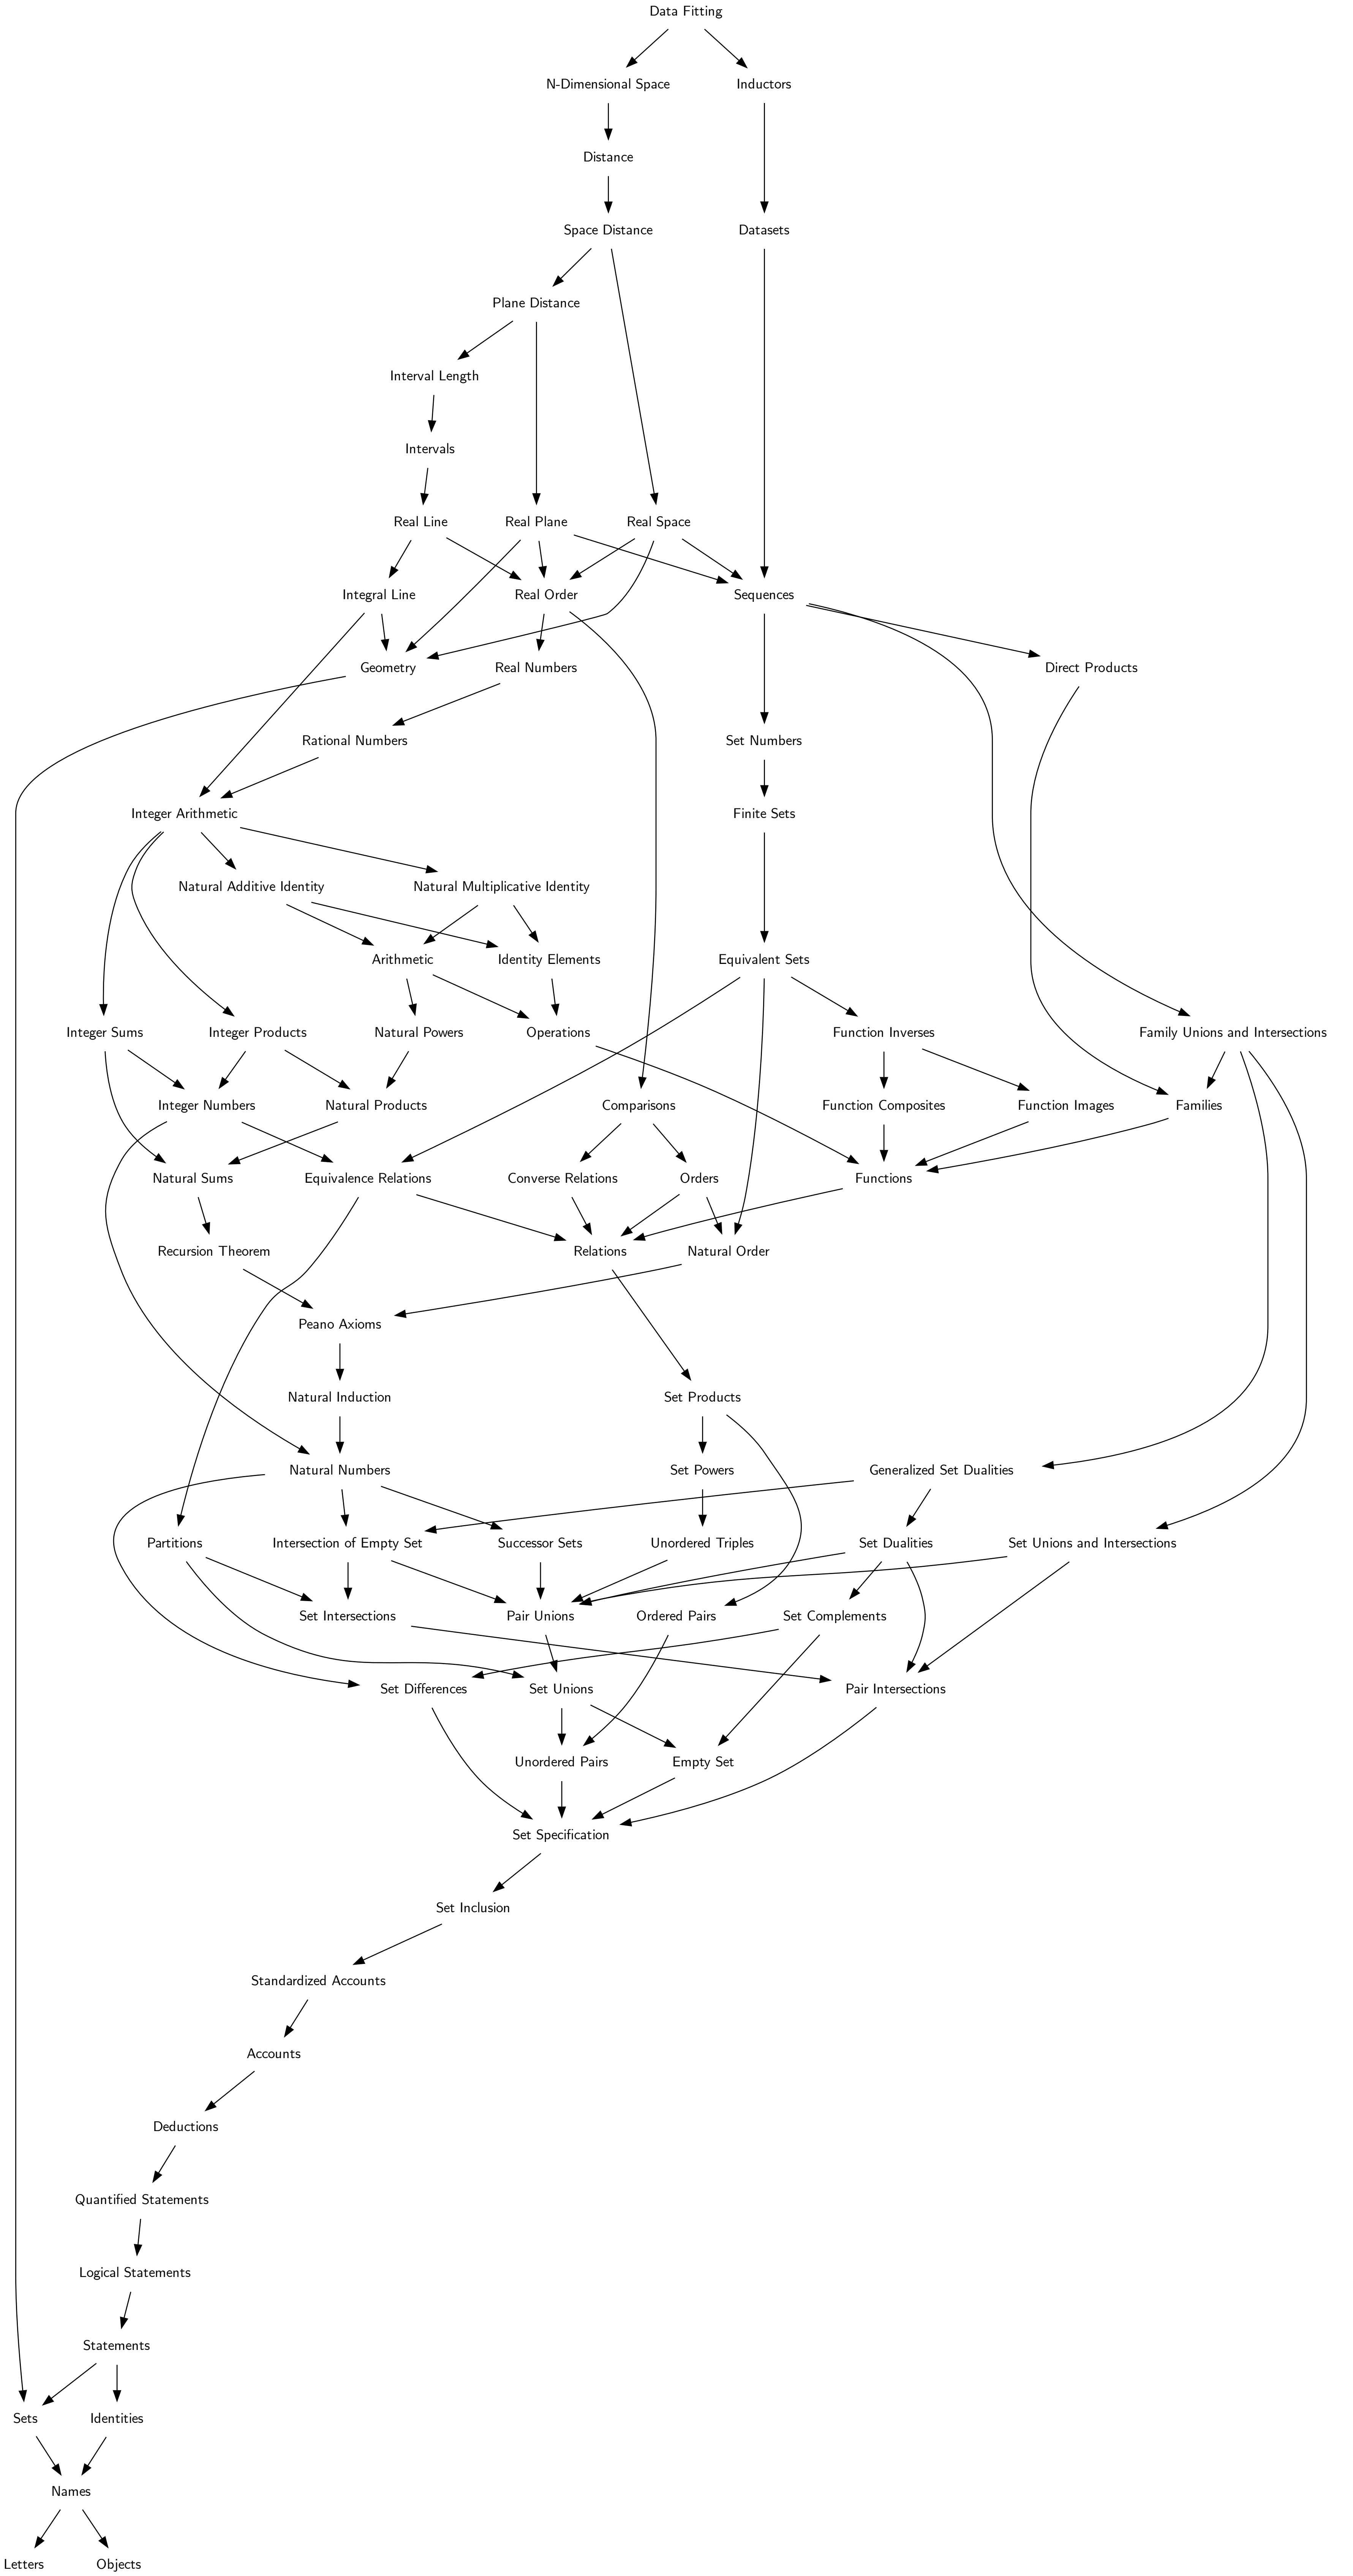 Data Fitting
N-Dimensional Space
Inductors
Distance
Space Distance
Datasets
Plane Distance
Interval Length
Intervals
Real Line
Real Plane
Real Space
Integral Line
Real Order
Sequences
Geometry
Real Numbers
Direct Products
Rational Numbers
Set Numbers
Integer Arithmetic
Finite Sets
Natural Additive Identity
Natural Multiplicative Identity
Arithmetic
Identity Elements
Equivalent Sets
Integer Sums
Integer Products
Natural Powers
Operations
Function Inverses
Family Unions and Intersections
Integer Numbers
Natural Products
Comparisons
Function Composites
Function Images
Families
Natural Sums
Equivalence Relations
Converse Relations
Orders
Functions
Recursion Theorem
Relations
Natural Order
Peano Axioms
Natural Induction
Set Products
Natural Numbers
Set Powers
Generalized Set Dualities
Partitions
Intersection of Empty Set
Successor Sets
Unordered Triples
Set Dualities
Set Unions and Intersections
Set Intersections
Pair Unions
Ordered Pairs
Set Complements
Set Differences
Set Unions
Pair Intersections
Unordered Pairs
Empty Set
Set Specification
Set Inclusion
Standardized Accounts
Accounts
Deductions
Quantified Statements
Logical Statements
Statements
Sets
Identities
Names
Letters
Objects